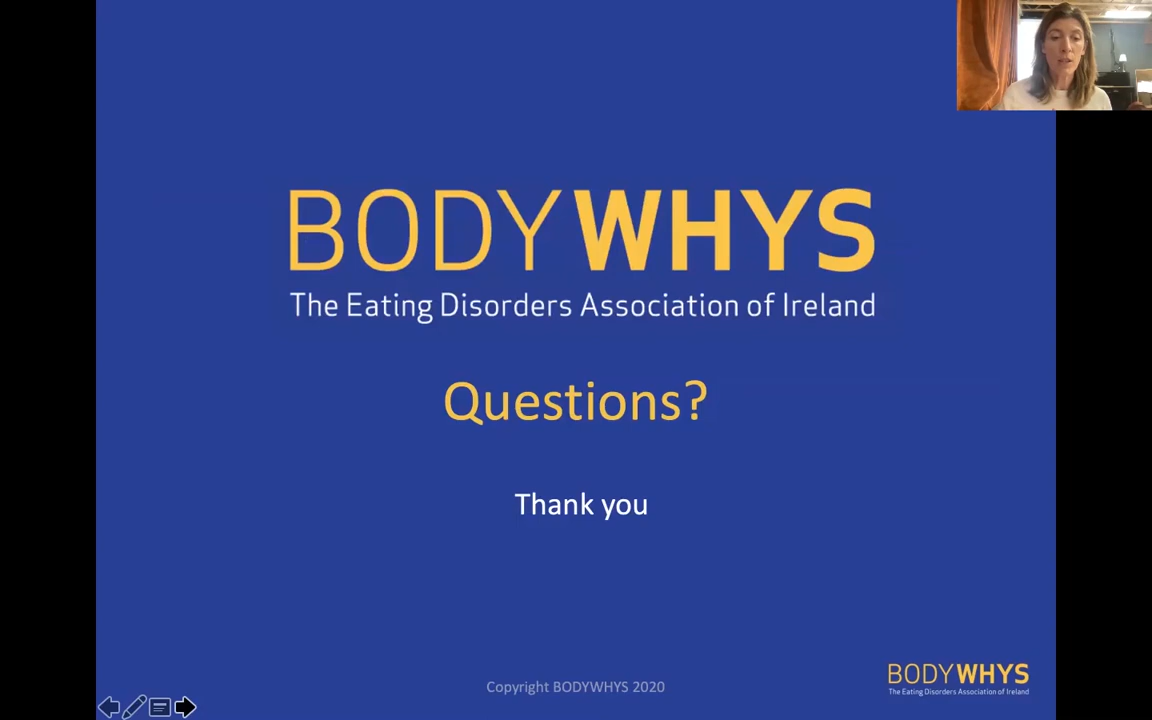 BODYWHYS
The Eating Disorders Association of Ireland
Questions?
Thank you
Copyright BODYWHYS 2020
BODYWHYS
The Eating Disorders Association of Ireland